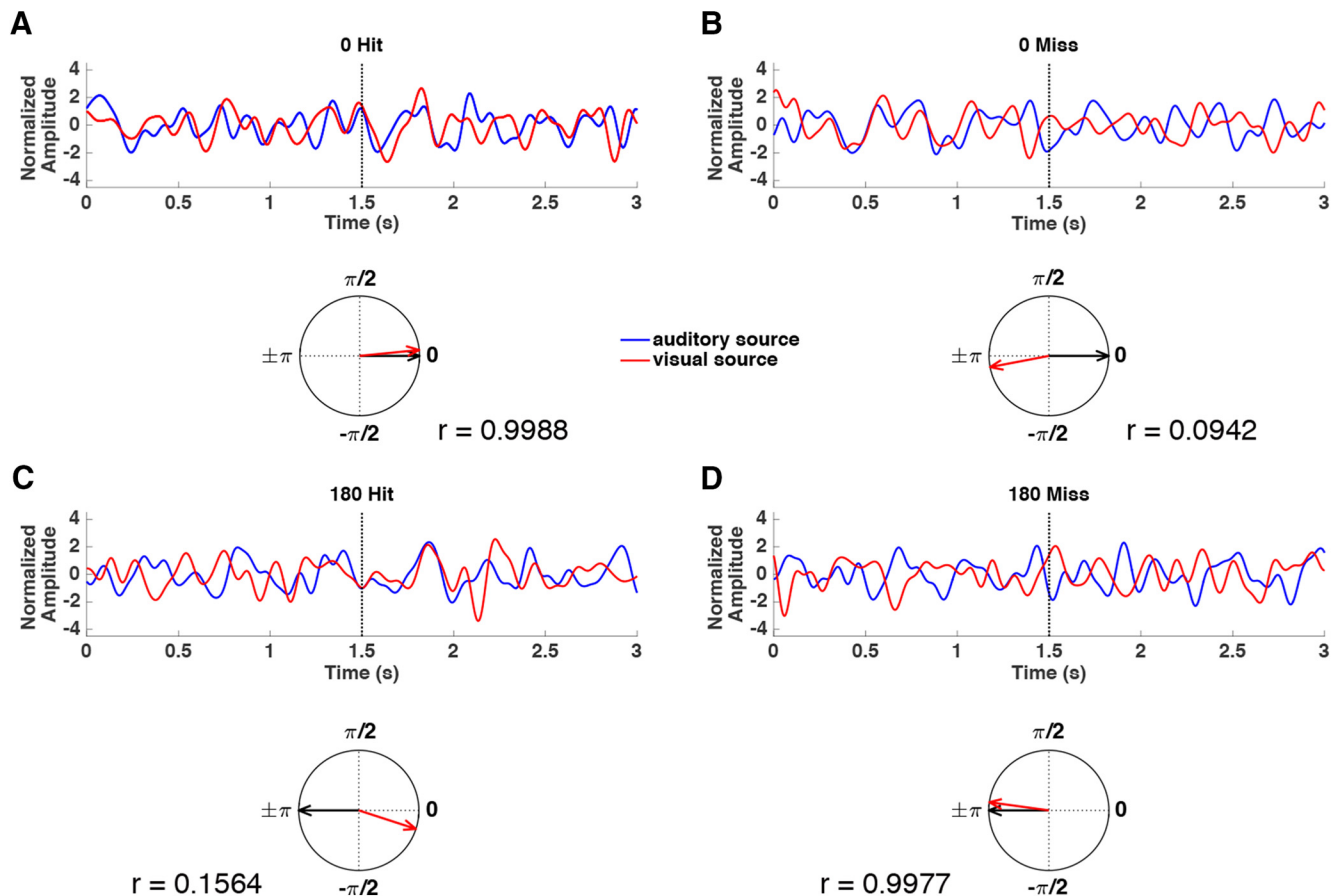 A
0 Hit
Normalized
Amplitude
4
2
0
-2
-4
0 0.5 1 1.5 2 2.5 3
Time (s)
π/2
±π 0
-π/2
r = 0.9988
B
0 Miss
Normalized
Amplitude
4
2
0
-2
-4
0 0.5 1 1.5 2 2.5 3
Time (s)
π/2
±π 0
-π/2
r = 0.0942
auditory source
visual source
C
180 Hit
Normalized
Amplitude
4
2
0
-2
-4
0 0.5 1 1.5 2 2.5 3
Time (s)
π/2
±π 0
-π/2
r = 0.1564
D
180 Miss
Normalized
Amplitude
4
2
0
-2
-4
0 0.5 1 1.5 2 2.5 3
Time (s)
π/2
±π 0
-π/2
r = 0.9977